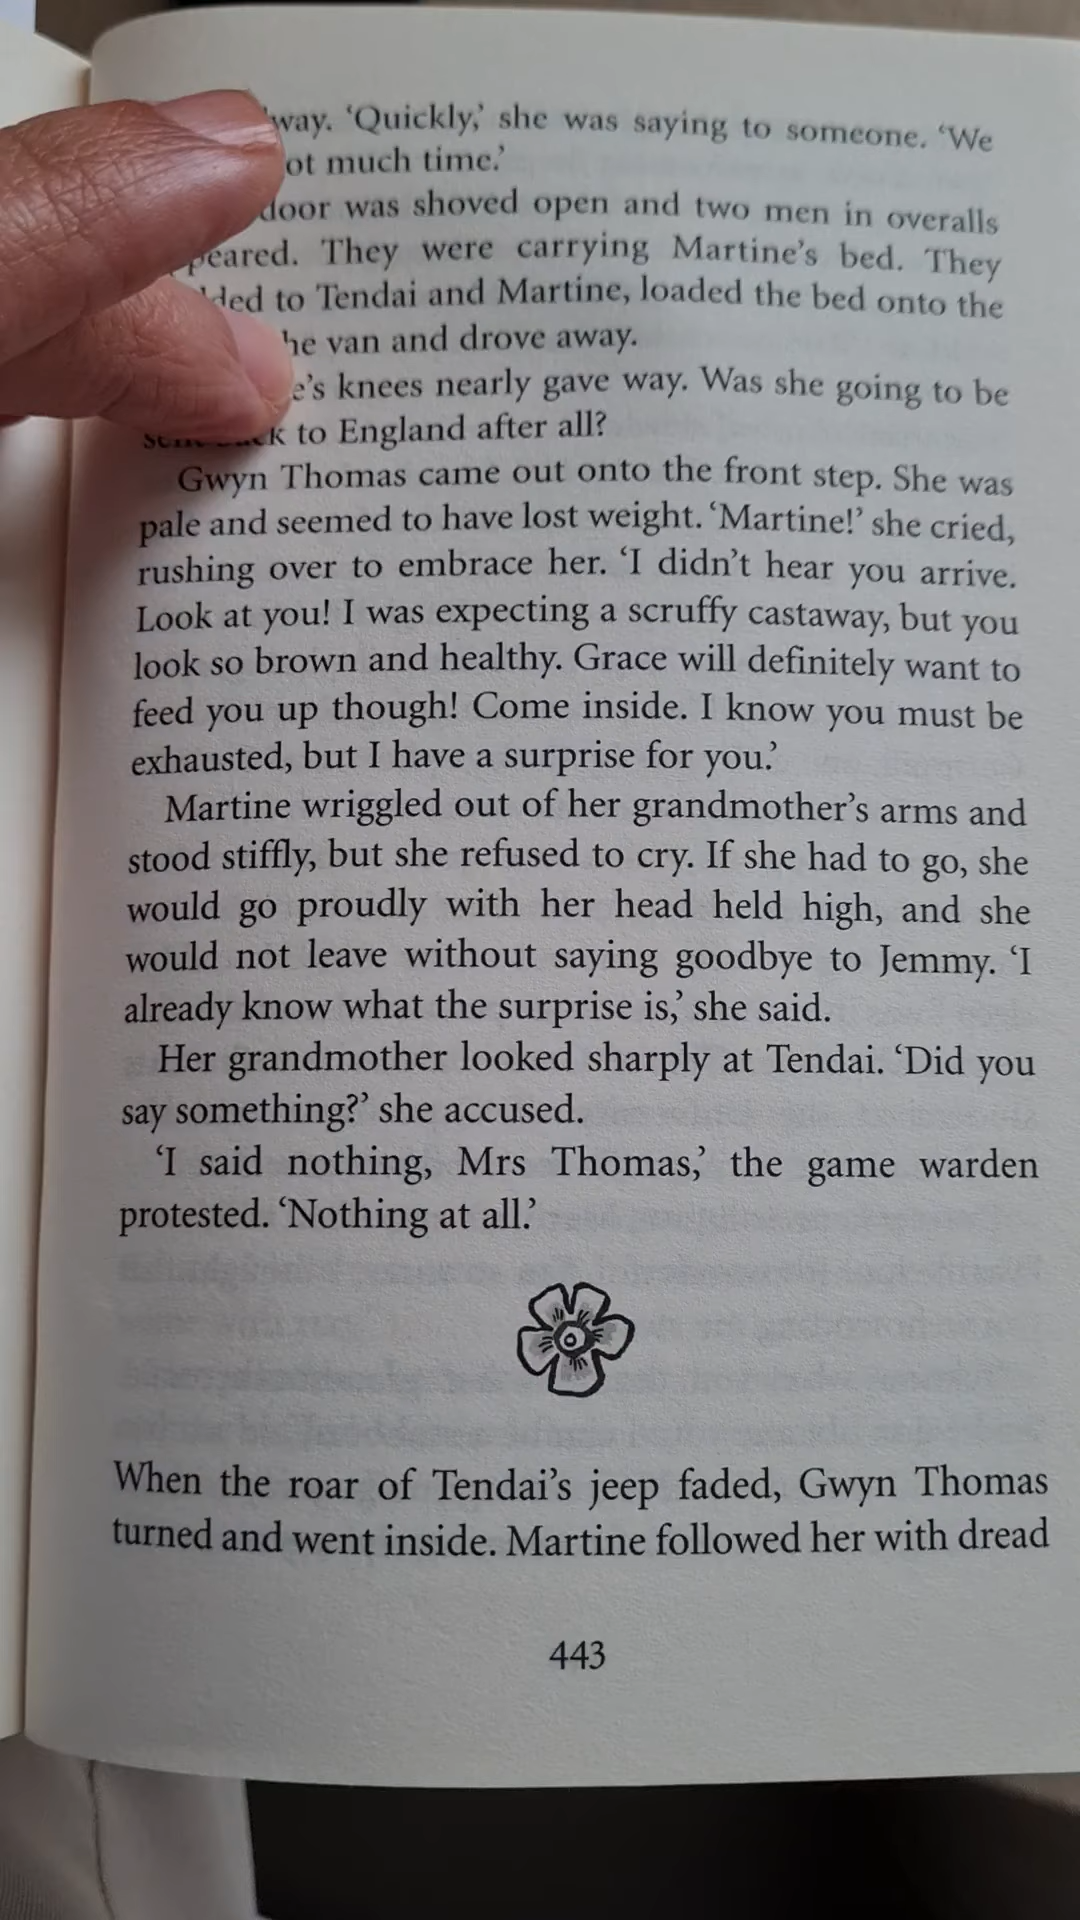 way. ‘Quickly,’ she was saying to someone. ‘We
much time.’
door was shoved open and two men in overalls
They were carrying Martine’s bed. They
to Tendai and Martine, loaded the bed onto the
van and drove away.
knees nearly gave way. Was she going to be
to England after all?
Gwyn Thomas came out onto the front step. She was
pale and seemed to have lost weight. ‘Martine!’ she cried,
rushing over to embrace her. ‘I didn’t hear you arrive.
Look at you! I was expecting a scruffy castaway, but you
look so brown and healthy. Grace will definitely want to
feed you up though! Come inside. I know you must be
exhausted, but I have a surprise for you.’
Martine wriggled out of her grandmother’s arms and
stood stiffly, but she refused to cry. If she had to go, she
would go proudly with her head held high, and she
would not leave without saying goodbye to Jemmy. ‘I
already know what the surprise is,’ she said.
Her grandmother looked sharply at Tendai. ‘Did you
say something?’ she accused.
‘I said nothing, Mrs Thomas,’ the game warden
protested. ‘Nothing at all.’
When the roar of Tendai’s jeep faded, Gwyn Thomas
turned and went inside. Martine followed her with dread
443